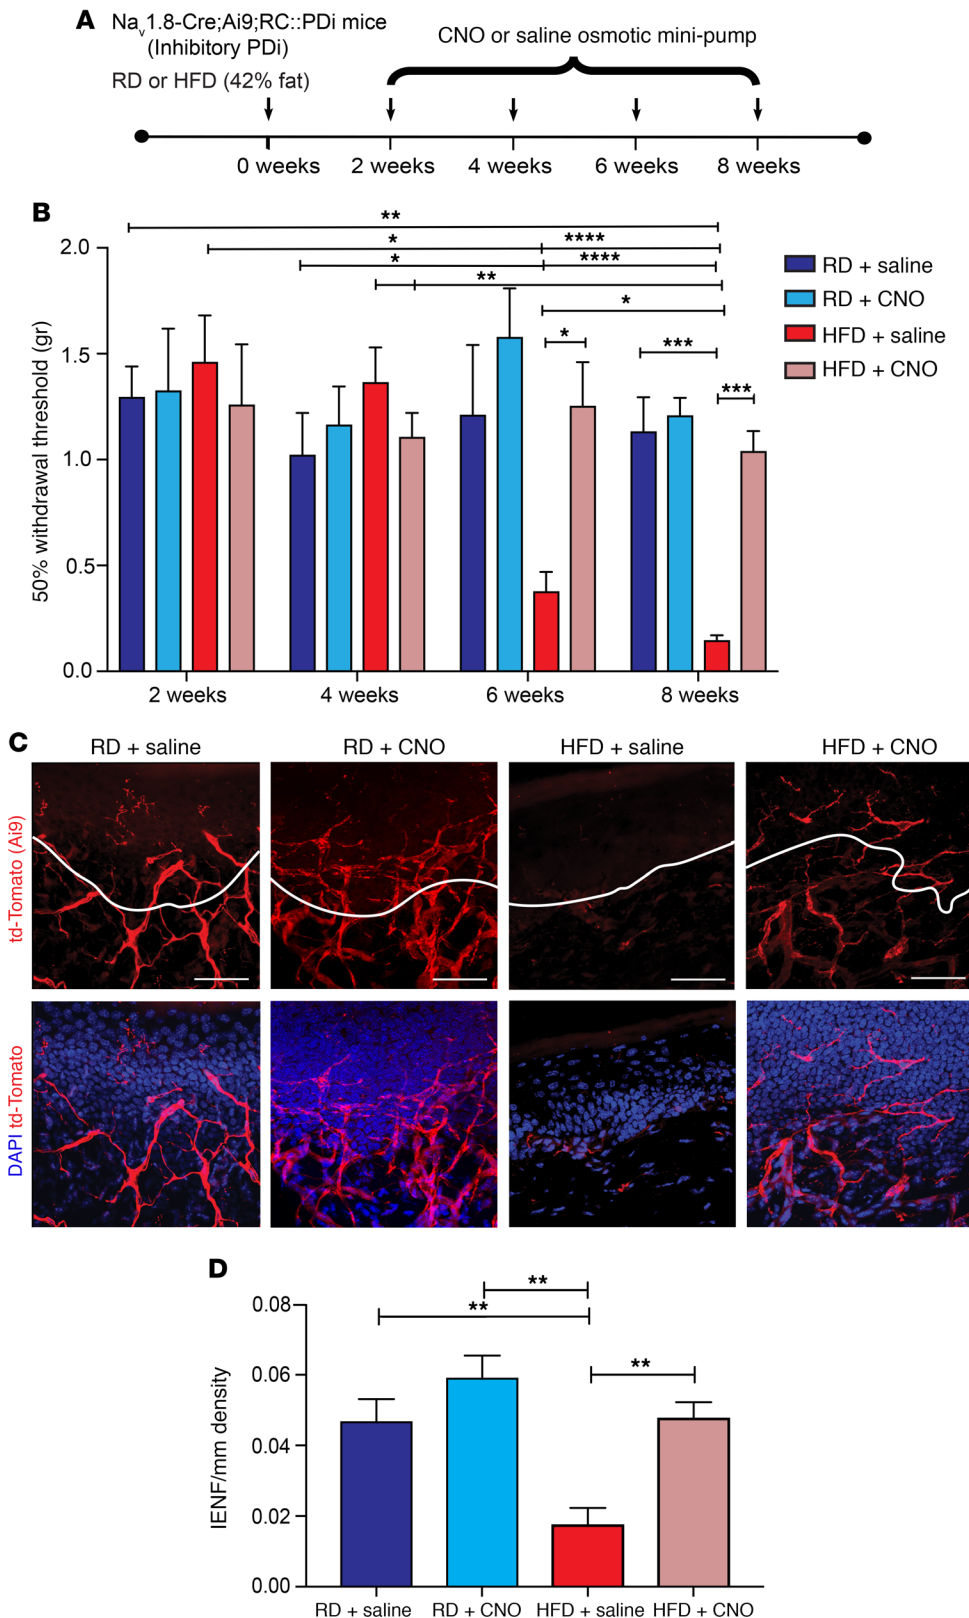 A
Nav1.8-Cre;Ai9;RC::PDi mice
(Inhibitory PDi)
RD or HFD (42% fat)
CNO or saline osmotic mini-pump
0 weeks 2 weeks 4 weeks 6 weeks 8 weeks
B
50% withdrawal threshold (gr)
2.0
1.5
1.0
0.5
0.0
**
* ****
* ****
**
*
* ***
***
RD + saline
RD + CNO
HFD + saline
HFD + CNO
2 weeks 4 weeks 6 weeks 8 weeks
C
RD + saline RD + CNO HFD + saline HFD + CNO
td-Tomato (Ai9)
DAPI td-Tomato
D
IENF/mm density
0.08
0.06
0.04
0.02
0.00
**
**
**
RD + saline RD + CNO HFD + saline HFD + CNO